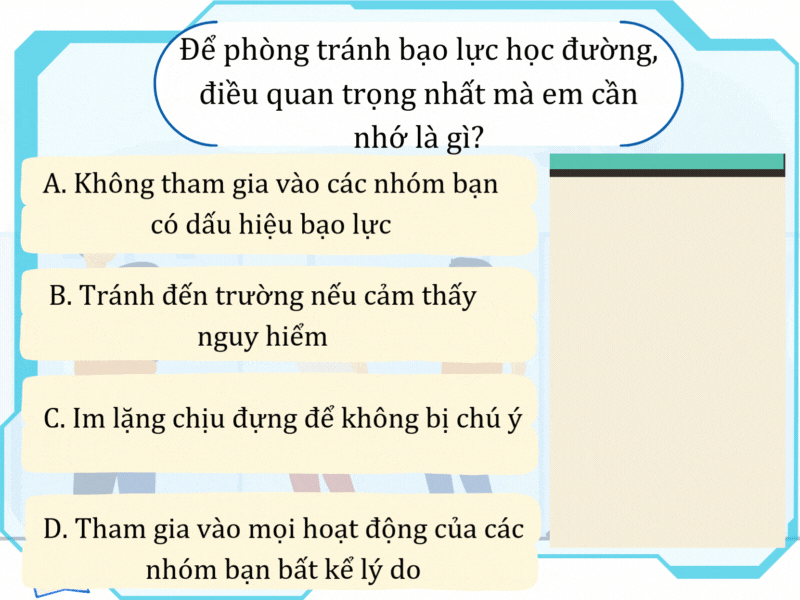 Để phòng tránh bạo lực học đường,
điều quan trọng nhất mà em cần
nhớ là gì?
A. Không tham gia vào các nhóm bạn
có dấu hiệu bạo lực
B. Tránh đến trường nếu cảm thấy
nguy hiểm
C. Im lặng chịu đựng để không bị chú ý
D. Tham gia vào mọi hoạt động của các
nhóm bạn bất kể lý do